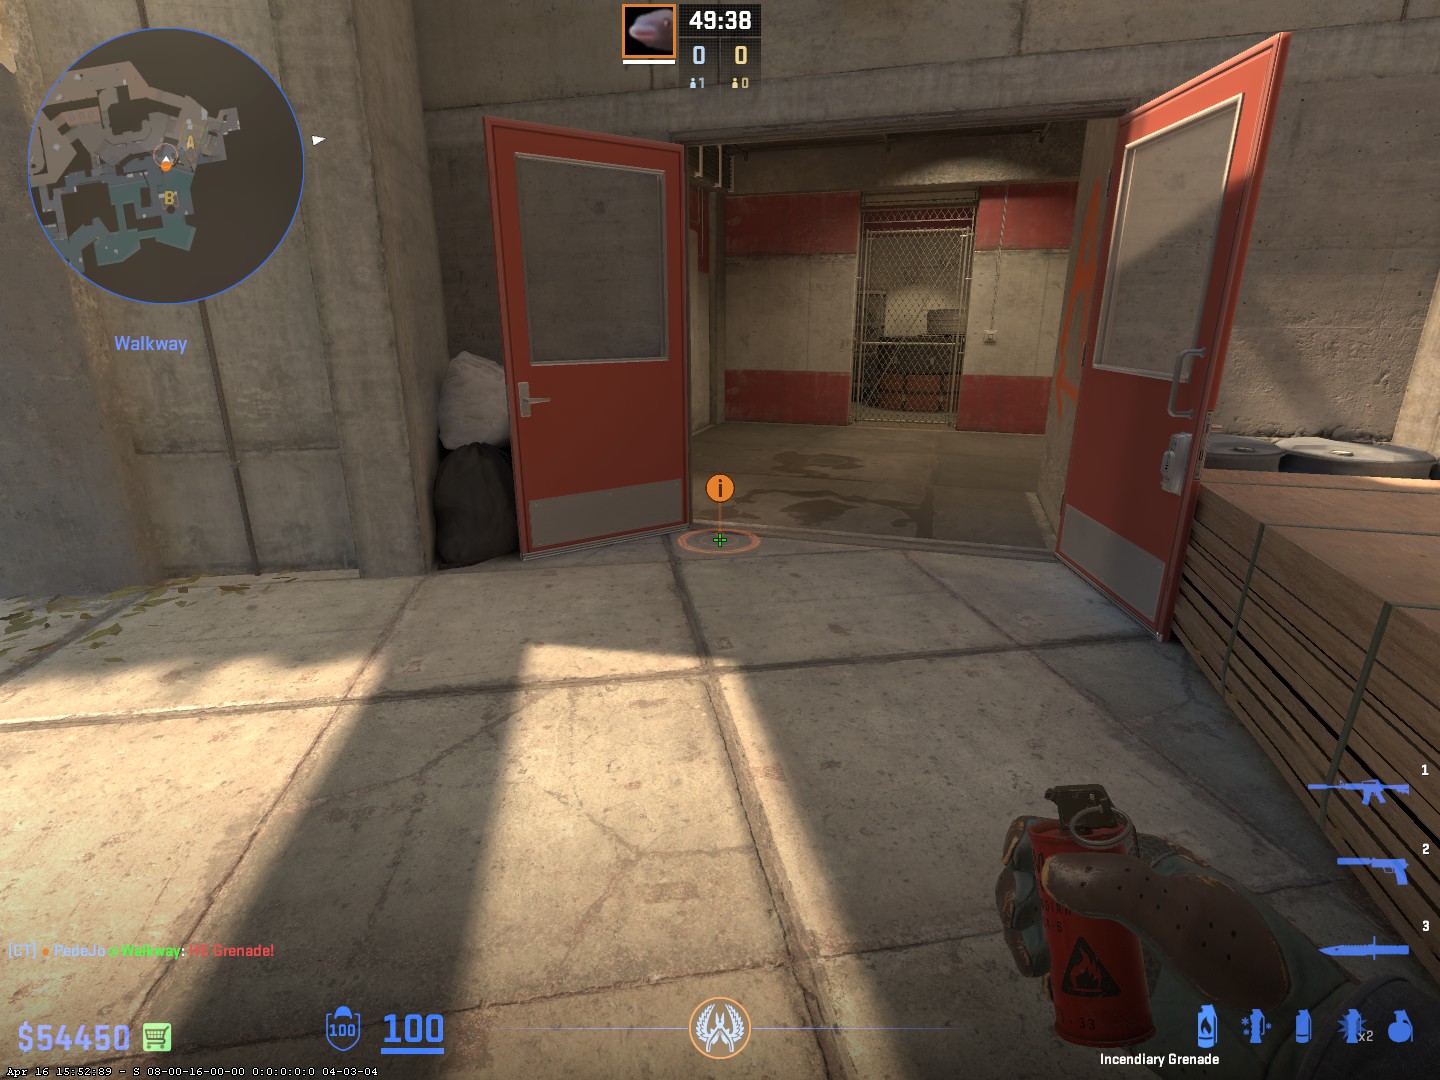 49:38
0 0
1 0
A
B
Walkway
i
1
2
3
[CT] PedeJo @ Walkway: HE Grenade!
$54450
100 100
x2
Incendiary Grenade
Apr 16 15:52:89 - S 08-00-16-00-00 0:0:0:0:0 04-03-04